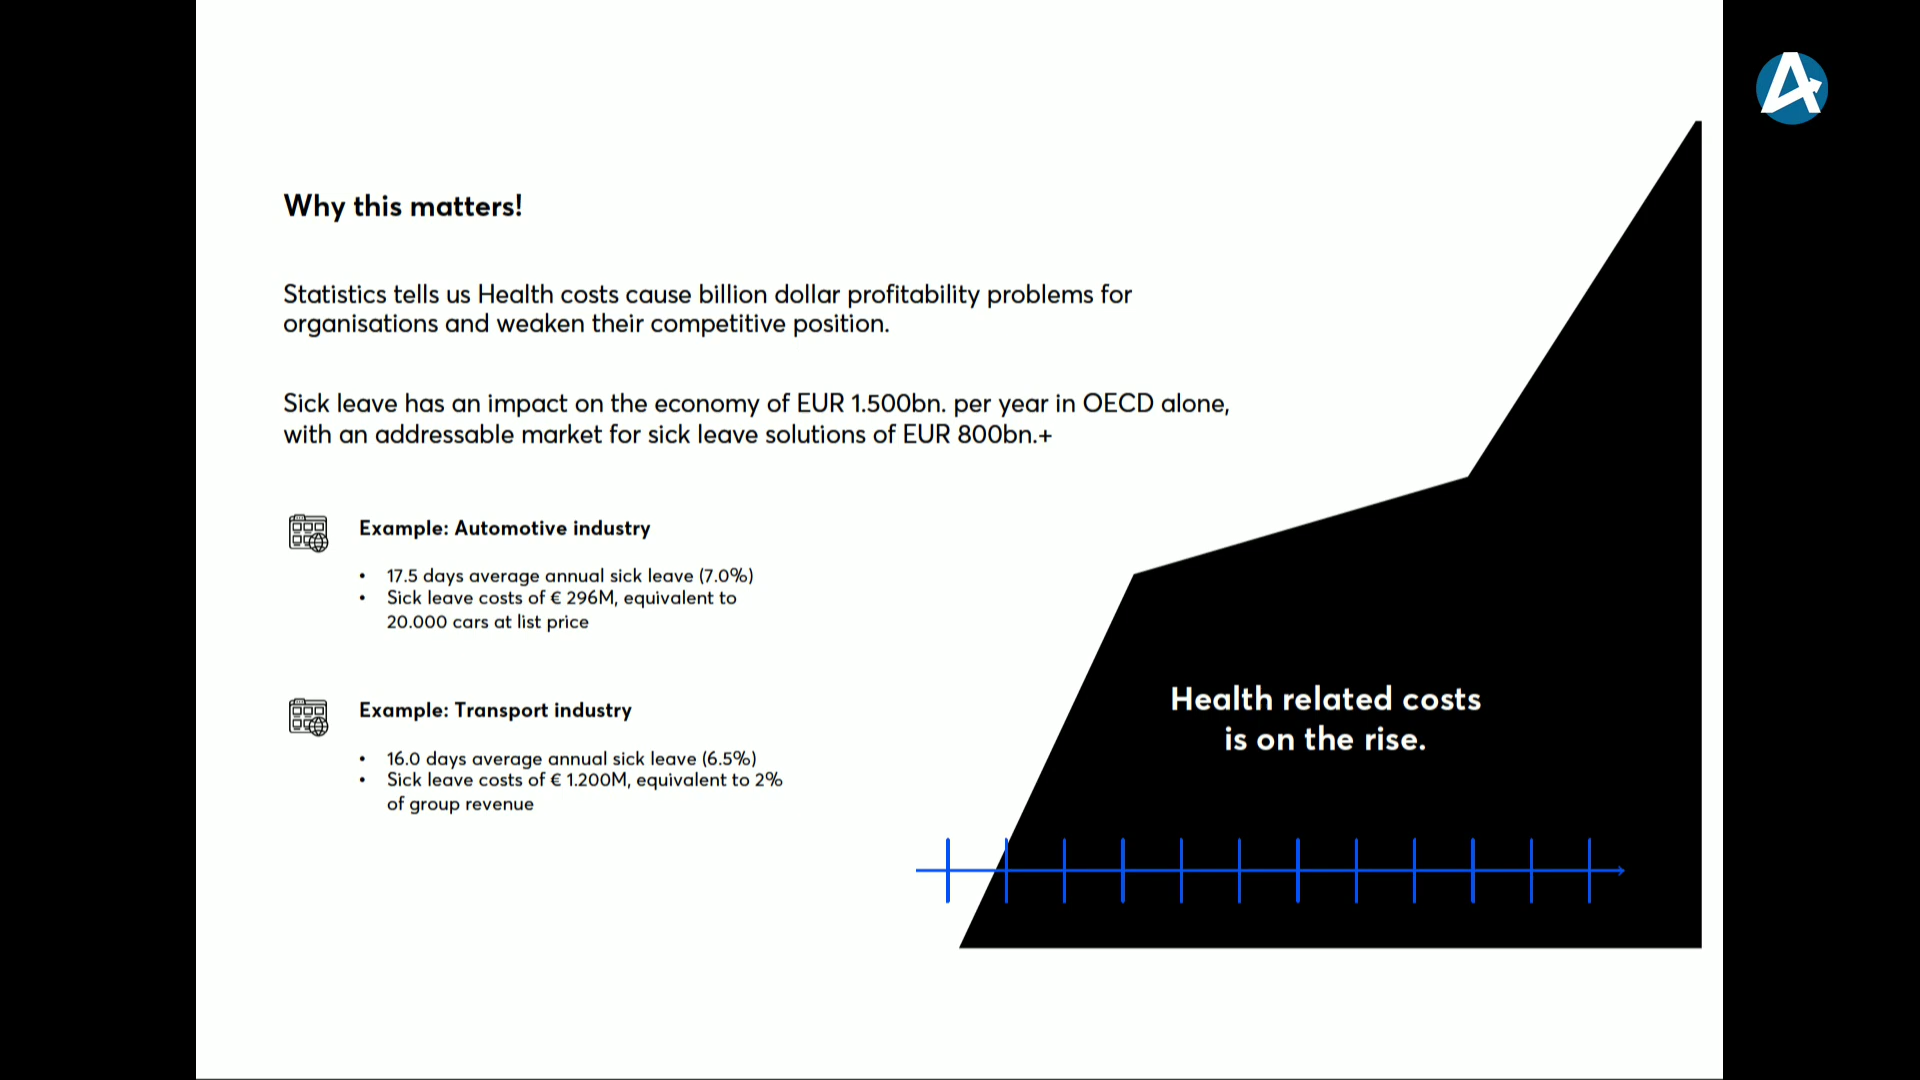 Why this matters!
Statistics tells us Health costs cause billion dollar profitability problems for
organisations and weaken their competitive position.
Sick leave has an impact on the economy of EUR 1.500bn. per year in OECD alone,
with an addressable market for sick leave solutions of EUR 800bn.+
Example: Automotive industry
• 17.5 days average annual sick leave (7.0%)
• Sick leave costs of € 296M, equivalent to
20.000 cars at list price
Example: Transport industry
• 16.0 days average annual sick leave (6.5%)
• Sick leave costs of € 1.200M, equivalent to 2%
of group revenue
Health related costs
is on the rise.